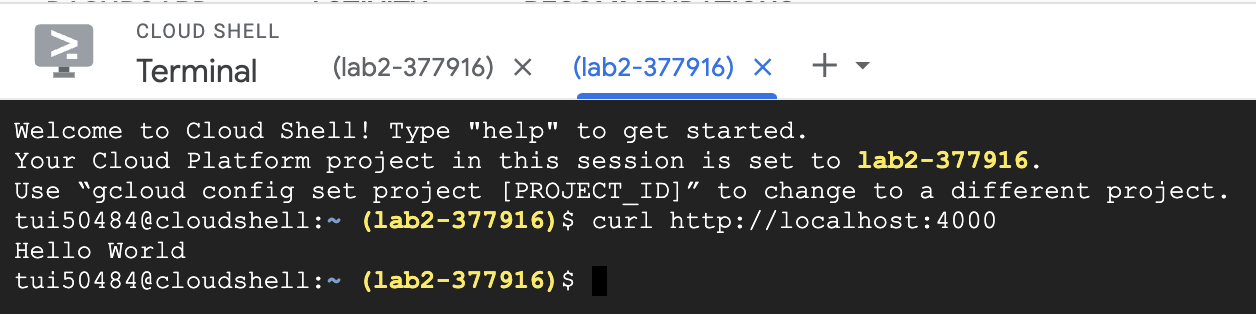 CLOUD SHELL
Terminal
(lab2-377916) ×
(lab2-377916) ×
+
Welcome to Cloud Shell! Type "help" to get started.
Your Cloud Platform project in this session is set to lab2-377916.
Use “gcloud config set project [PROJECT_ID]” to change to a different project.
tui50484@cloudshell:~ (lab2-377916)$ curl http://localhost:4000
Hello World
tui50484@cloudshell:~ (lab2-377916)$